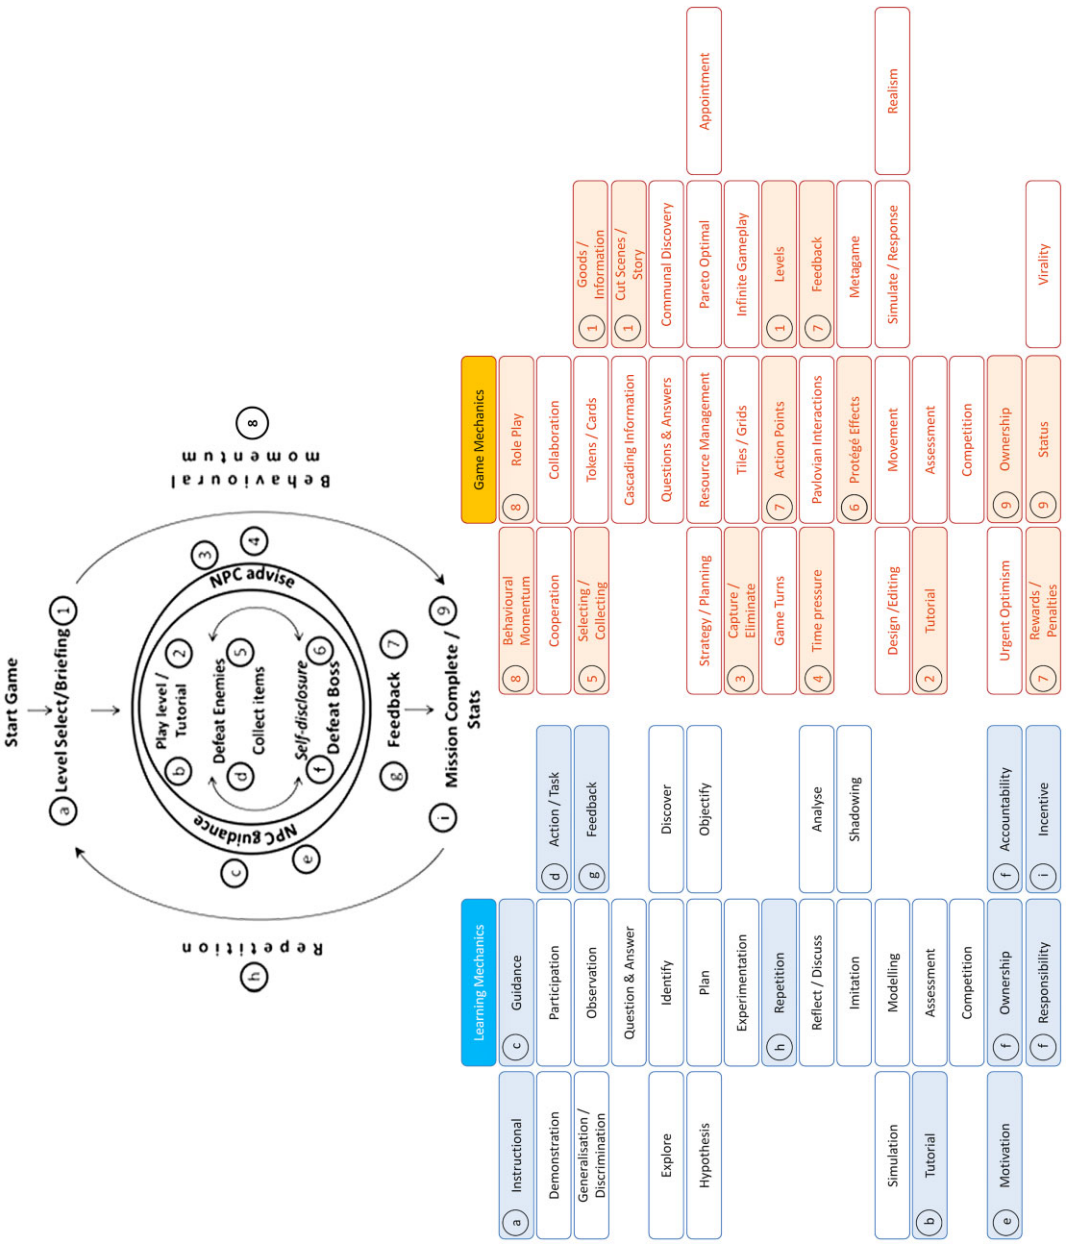 Start Game
a Level Select/Briefing 1
Repetition
h
Behavioural
momentum
8
Play level /
b Tutorial 2
Defeat Enemies
d Collect items 5
Self-disclosure
f Defeat Boss 6
NPC guidance
c
e
NPC advise
3
4
g Feedback 7
i Mission Complete / 9
Stats
Learning Mechanics
Game Mechanics
a Instructional
c Guidance
8 Behavioural
Momentum
8 Role Play
Demonstration
Participation
d Action / Task
Cooperation
Collaboration
Generalisation /
Discrimination
Observation
g Feedback
5 Selecting /
Collecting
Tokens / Cards
1 Goods /
Information
Question & Answer
Cascading Information
1 Cut Scenes /
Story
Explore
Identify
Discover
Questions & Answers
Communal Discovery
Hypothesis
Plan
Objectify
Strategy / Planning
Resource Management
Pareto Optimal
Appointment
Experimentation
3 Capture /
Eliminate
Tiles / Grids
Infinite Gameplay
h Repetition
Game Turns
7 Action Points
1 Levels
Reflect / Discuss
Analyse
4 Time pressure
Pavlovian Interactions
7 Feedback
Imitation
Shadowing
6 Protégé Effects
Metagame
Simulation
Modelling
Design /Editing
Movement
Simulate / Response
Realism
b Tutorial
Assessment
2 Tutorial
Assessment
Competition
Competition
e Motivation
f Ownership
f Accountability
Urgent Optimism
9 Ownership
f Responsibility
i Incentive
7 Rewards /
Penalties
9 Status
Virality